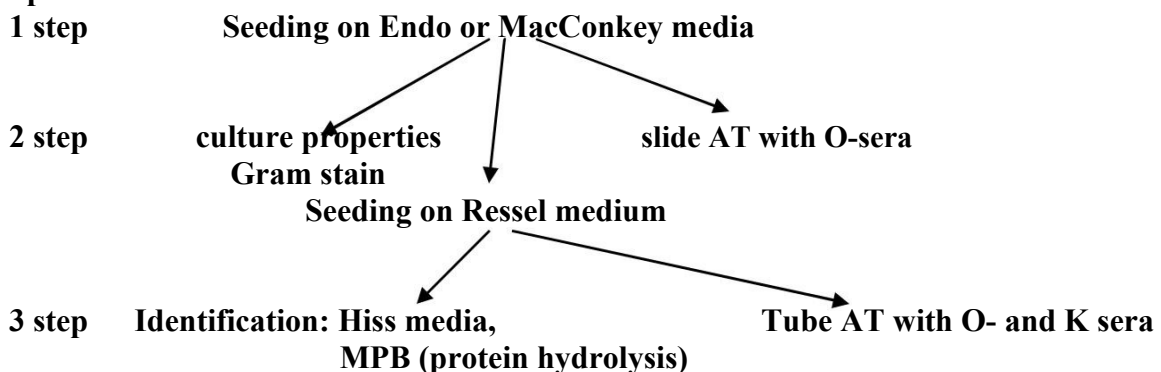 1 step Seeding on Endo or MacConkey media
2 step culture properties slide AT with O-sera
Gram stain
Seeding on Ressel medium
3 step Identification: Hiss media, Tube AT with O- and K sera
MPB (protein hydrolysis)